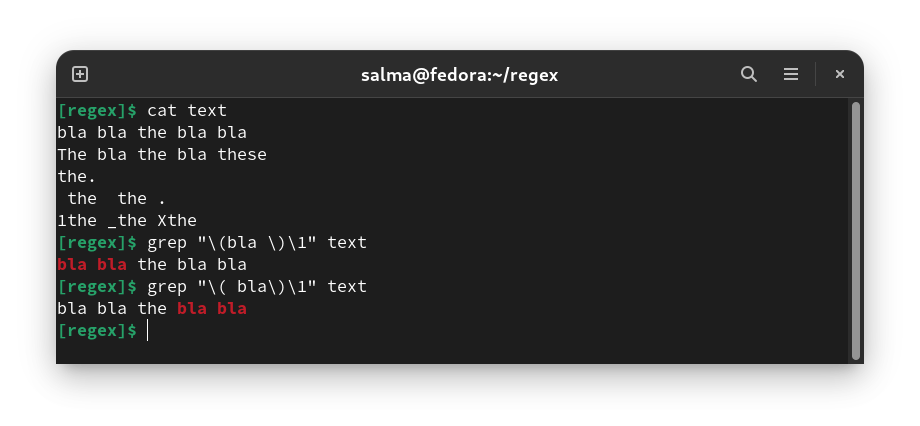 salma@fedora:~/regex
[regex]$ cat text
bla bla the bla bla
The bla the bla these
the.
 the  the .
1the _the Xthe
[regex]$ grep "\(bla \)\1" text
bla bla the bla bla
[regex]$ grep "\( bla\)\1" text
bla bla the bla bla
[regex]$